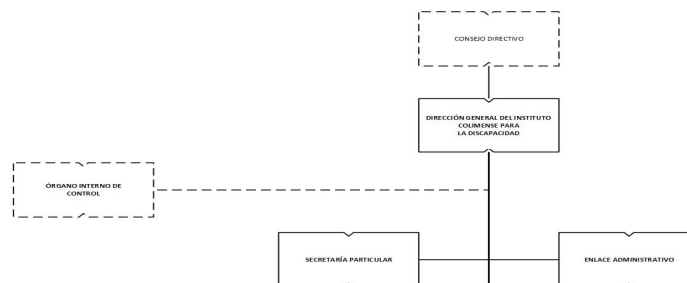 CONSEJO DIRECTIVO
DIRECCIÓN GENERAL DEL INSTITUTO
COLIMENSE PARA
LA DISCAPACIDAD
ÓRGANO INTERNO DE
CONTROL
SECRETARÍA PARTICULAR
ENLACE ADMINISTRATIVO